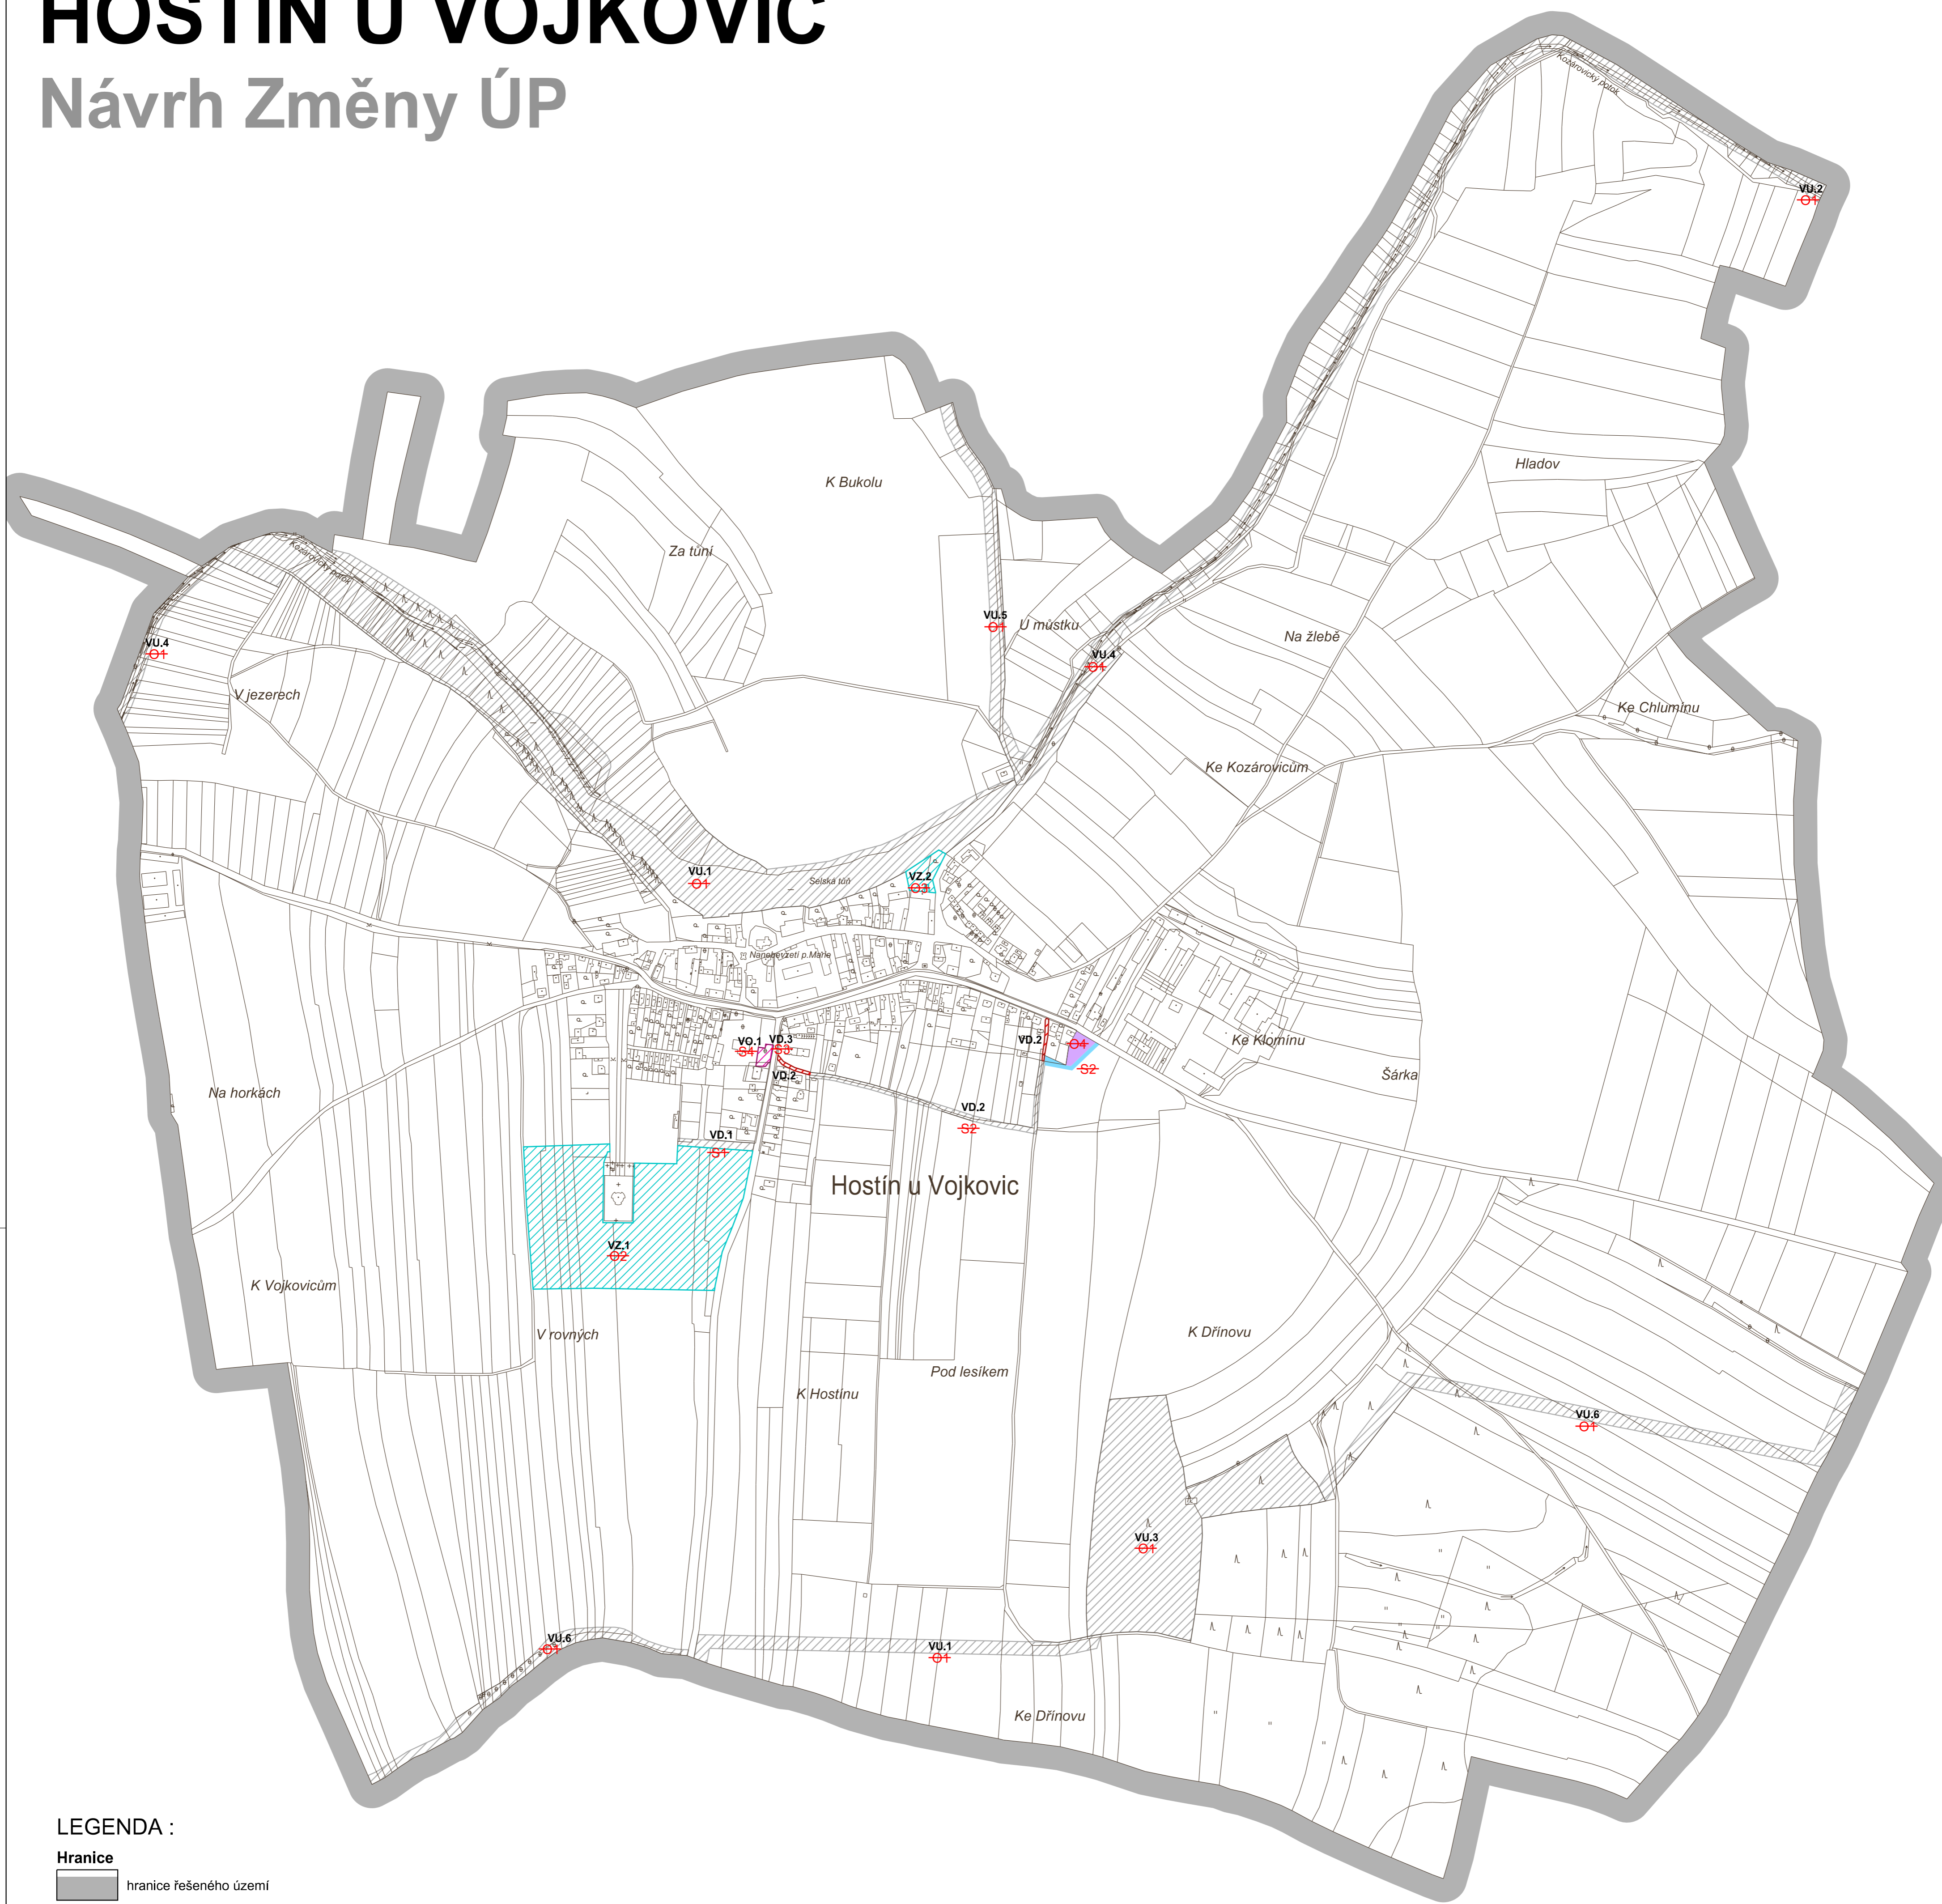 HOSTÍN U VOJKOVIC
Návrh Změny ÚP
Kozárovický potok
VU.2
O1
K Bukolu
Hladov
Za tůní
Kozárovický potok
VU.5
O1
U můstku
Na žlebě
VU.4
O1
VU.4
O1
V jezerech
Ke Chlumínu
Ke Kozárovicům
VU.1
O1
Selská tůň
VZ.2
O3
Nanebevzetí p.Marie
VO.1
S4
VD.3
S3
VD.2
O4
Ke Klomínu
S2
VD.2
Šárka
Na horkách
VD.2
S2
VD.1
S1
Hostín u Vojkovic
VZ.1
O2
K Vojkovicům
V rovných
K Dřínovu
Pod lesíkem
K Hostínu
VU.6
O1
VU.3
O1
VU.6
O1
VU.1
O1
Ke Dřínovu
LEGENDA :
Hranice
hranice řešeného území